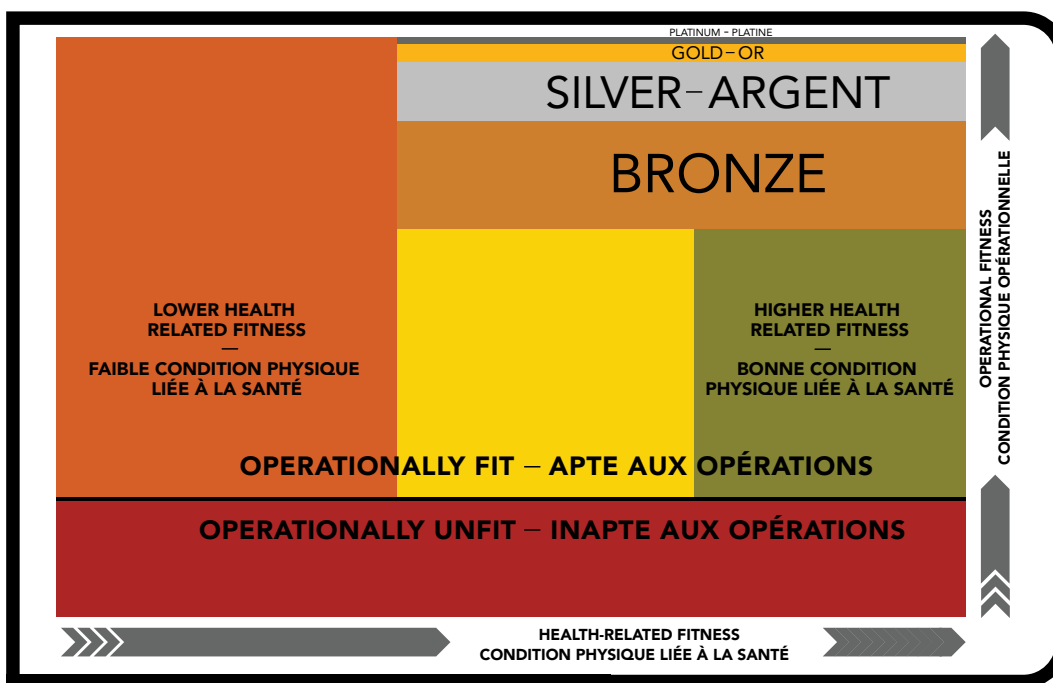 PLATINUM – PLATINE
GOLD – OR
SILVER – ARGENT
BRONZE
LOWER HEALTH
RELATED FITNESS
—
FAIBLE CONDITION PHYSIQUE
LIÉE À LA SANTÉ
HIGHER HEALTH
RELATED FITNESS
—
BONNE CONDITION
PHYSIQUE LIÉE À LA SANTÉ
OPERATIONALLY FIT – APTE AUX OPÉRATIONS
OPERATIONALLY UNFIT – INAPTE AUX OPÉRATIONS
HEALTH-RELATED FITNESS
CONDITION PHYSIQUE LIÉE À LA SANTÉ
OPERATIONAL FITNESS
CONDITION PHYSIQUE OPÉRATIONNELLE